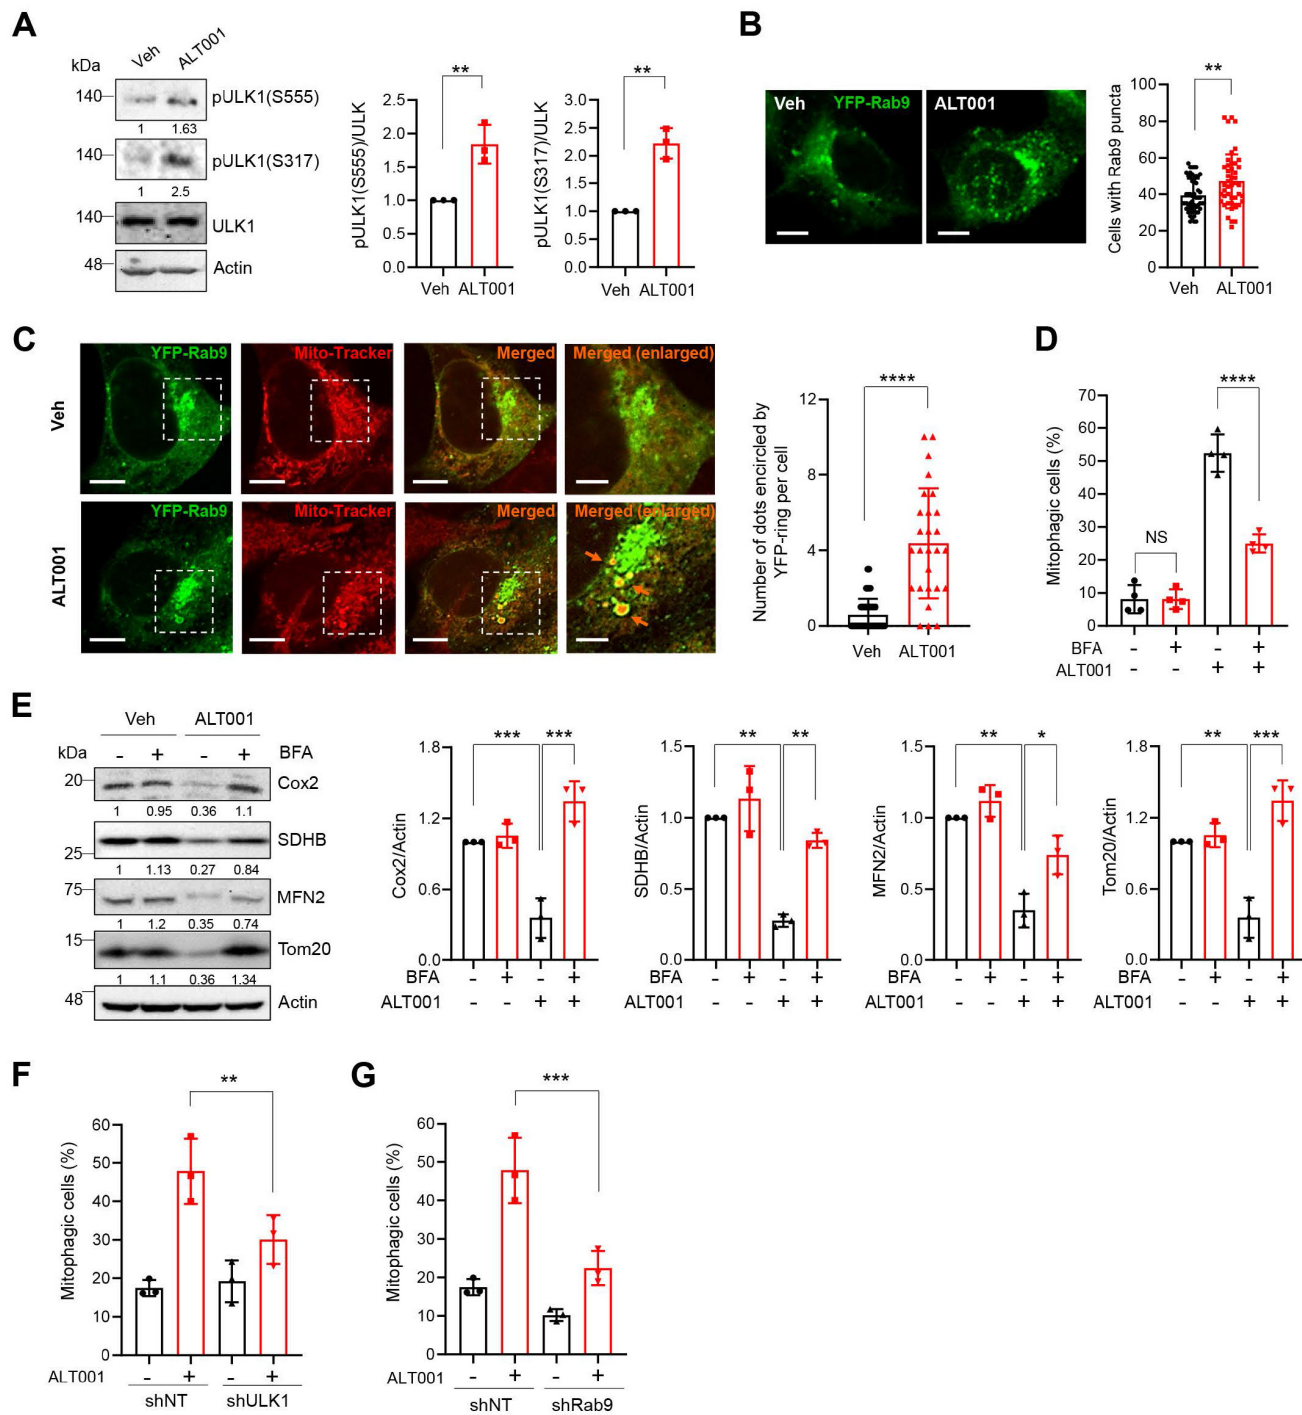 A
Veh
ALT001
kDa
140
pULK1(S555)
1 1.63
140
pULK1(S317)
1 2.5
140
ULK1
48
Actin
**
pULK1(S555)/ULK
2.5
2.0
1.5
1.0
0.5
0.0
Veh ALT001
**
pULK1(S317)/ULK
3.0
2.5
2.0
1.5
1.0
0.5
0.0
Veh ALT001
B
Veh YFP-Rab9
ALT001
**
Cells with Rab9 puncta
100
80
60
40
20
0
Veh ALT001
C
YFP-Rab9 Mito-Tracker Merged Merged (enlarged)
Veh
YFP-Rab9 Mito-Tracker Merged Merged (enlarged)
ALT001
****
Number of dots encircled by
YFP-ring per cell
12
8
4
0
Veh ALT001
D
****
NS
Mitophagic cells (%)
70
60
50
40
30
20
10
0
BFA - + - +
ALT001 - - + +
E
Veh ALT001
kDa - + - + BFA
20
Cox2
1 0.95 0.36 1.1
SDHB
25
1 1.13 0.27 0.84
75
MFN2
1 1.2 0.35 0.74
15
Tom20
1 1.1 0.36 1.34
48
Actin
*** ***
Cox2/Actin
1.8
1.2
0.6
0.0
BFA - + - +
ALT001 - - + +
** **
SDHB/Actin
1.5
1.0
0.5
0.0
BFA - + - +
ALT001 - - + +
** *
MFN2/Actin
1.5
1.0
0.5
0.0
BFA - + - +
ALT001 - - + +
** ***
Tom20/Actin
1.8
1.2
0.6
0.0
BFA - + - +
ALT001 - - + +
F
**
Mitophagic cells (%)
60
50
40
30
20
10
0
ALT001 - + - +
shNT shULK1
G
***
Mitophagic cells (%)
60
50
40
30
20
10
0
ALT001 - + - +
shNT shRab9